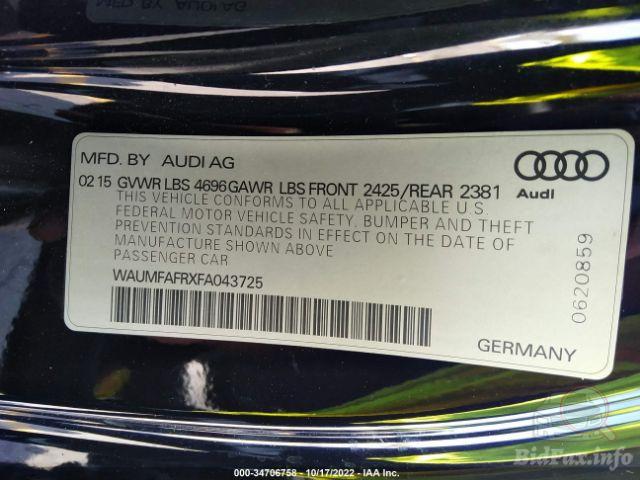 MFD. BY AUDI AG
02 15 GVWR LBS 4696 GAWR LBS FRONT 2425/REAR 2381
THIS VEHICLE CONFORMS TO ALL APPLICABLE U.S
FEDERAL MOTOR VEHICLE SAFETY, BUMPER AND THEFT
PREVENTION STANDARDS IN EFFECT ON THE DATE OF
MANUFACTURE SHOWN ABOVE
PASSENGER CAR
WAUMFAFRXFA043725
Audi
0620859
GERMANY
BidFax.info
000-34706758 - 10/17/2022 - IAA Inc.